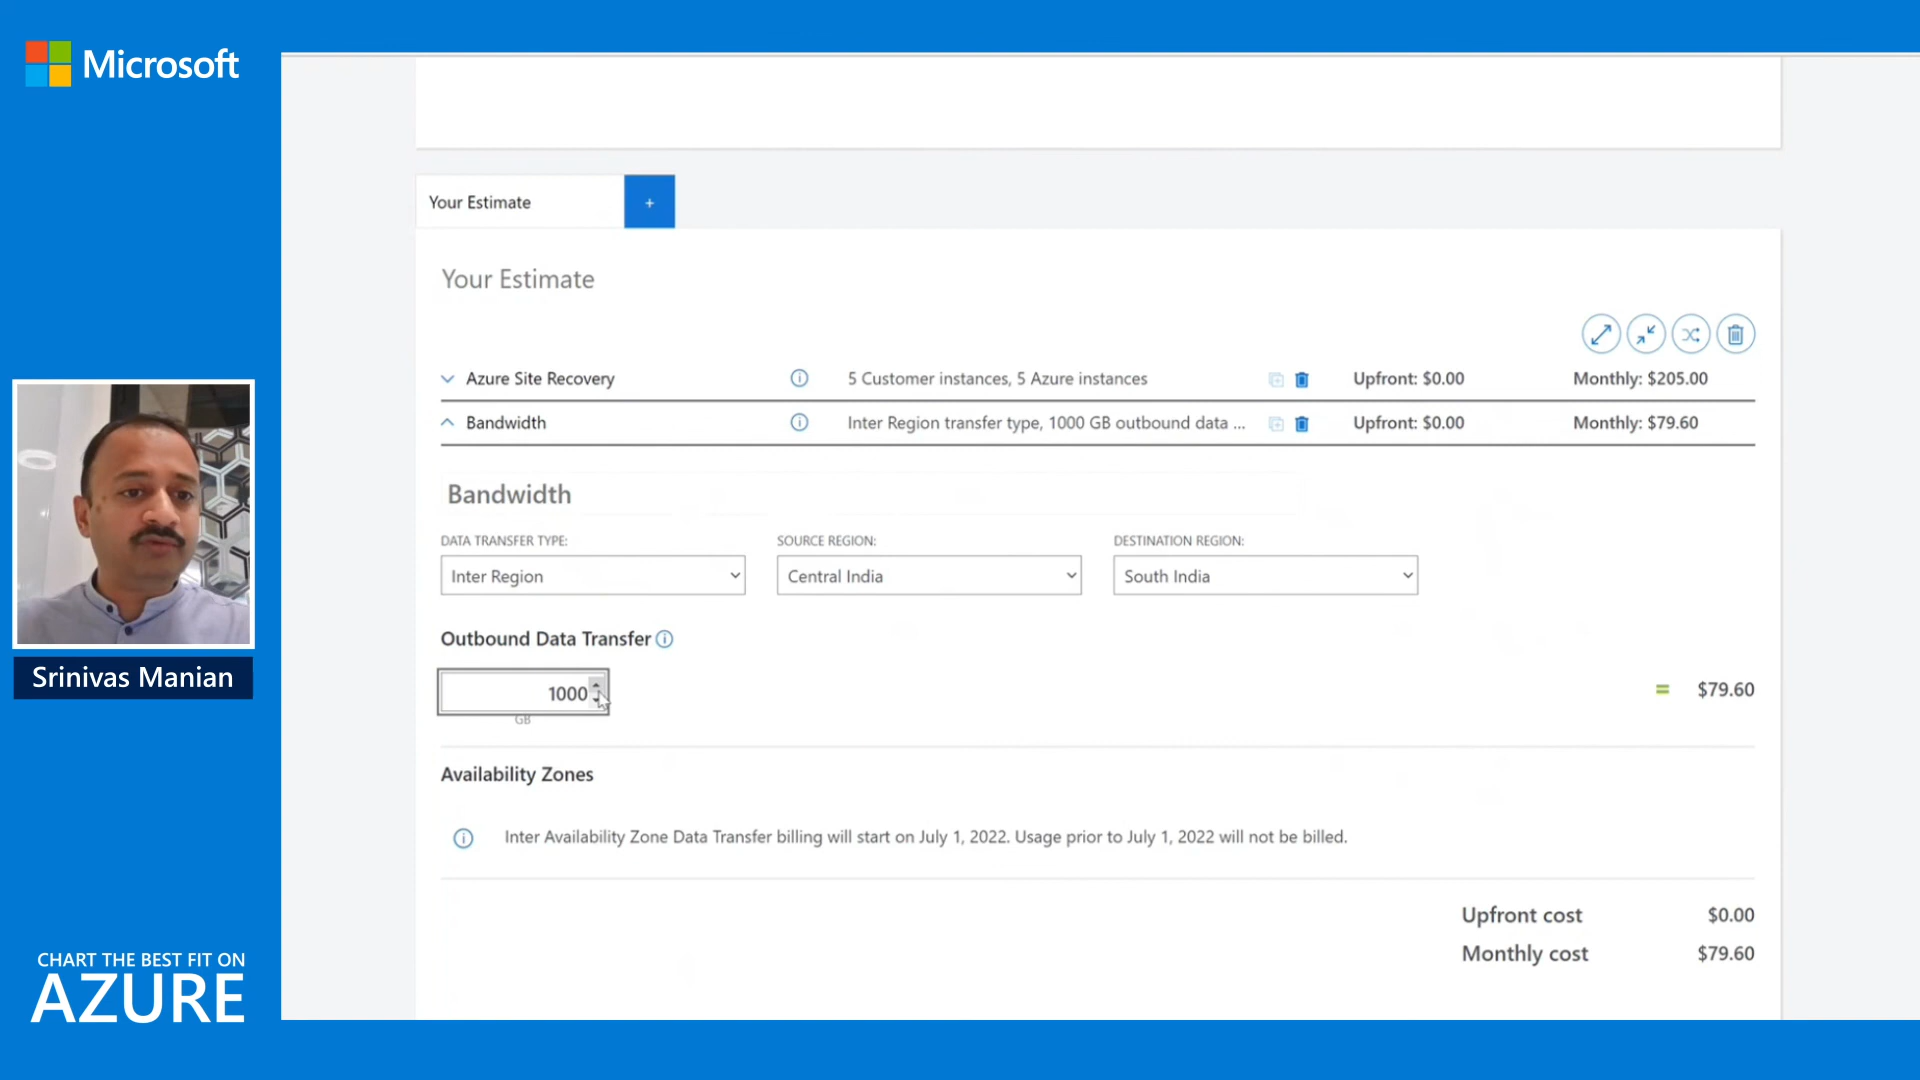 Microsoft
Your Estimate
+
Your Estimate
Azure Site Recovery 5 Customer instances, 5 Azure instances Upfront: $0.00 Monthly: $205.00
Bandwidth Inter Region transfer type, 1000 GB outbound data ... Upfront: $0.00 Monthly: $79.60
Bandwidth
DATA TRANSFER TYPE: SOURCE REGION: DESTINATION REGION:
Inter Region Central India South India
Outbound Data Transfer
1000
GB
= $79.60
Availability Zones
Inter Availability Zone Data Transfer billing will start on July 1, 2022. Usage prior to July 1, 2022 will not be billed.
Upfront cost $0.00
Monthly cost $79.60
Srinivas Manian
CHART THE BEST FIT ON
AZURE